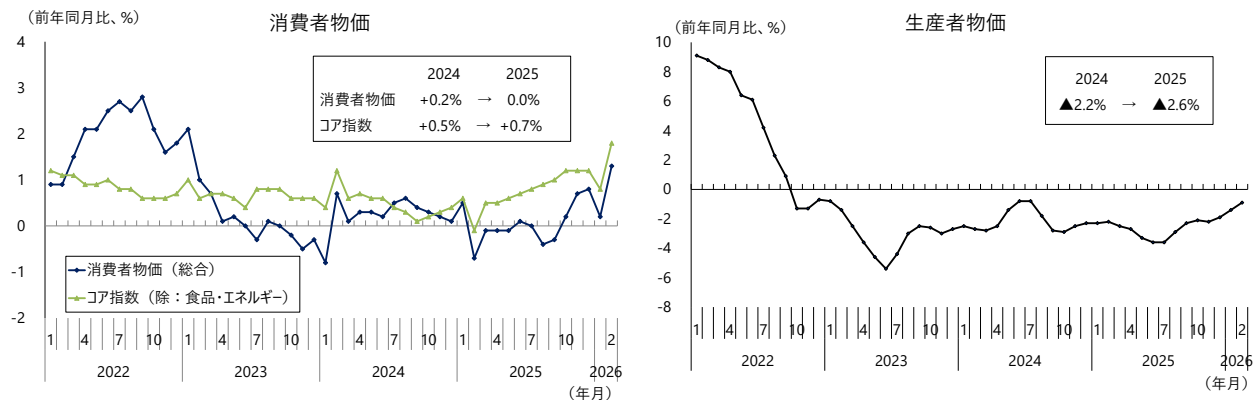 消費者物価
（前年同月比、%）
4
3
2
1
0
-1
-2
2024 2025
消費者物価 +0.2% → 0.0%
コア指数 +0.5% → +0.7%
消費者物価（総合）
コア指数（除：食品・エネルギー）
1 4 7 10 1 4 7 10 1 4 7 10 1 4 7 10 1 2
2022 2023 2024 2025 2026
（年月）
生産者物価
（前年同月比、%）
10
8
6
4
2
0
-2
-4
-6
-8
2024 2025
▲2.2% → ▲2.6%
1 4 7 10 1 4 7 10 1 4 7 10 1 4 7 10 1 2
2022 2023 2024 2025 2026
（年月）